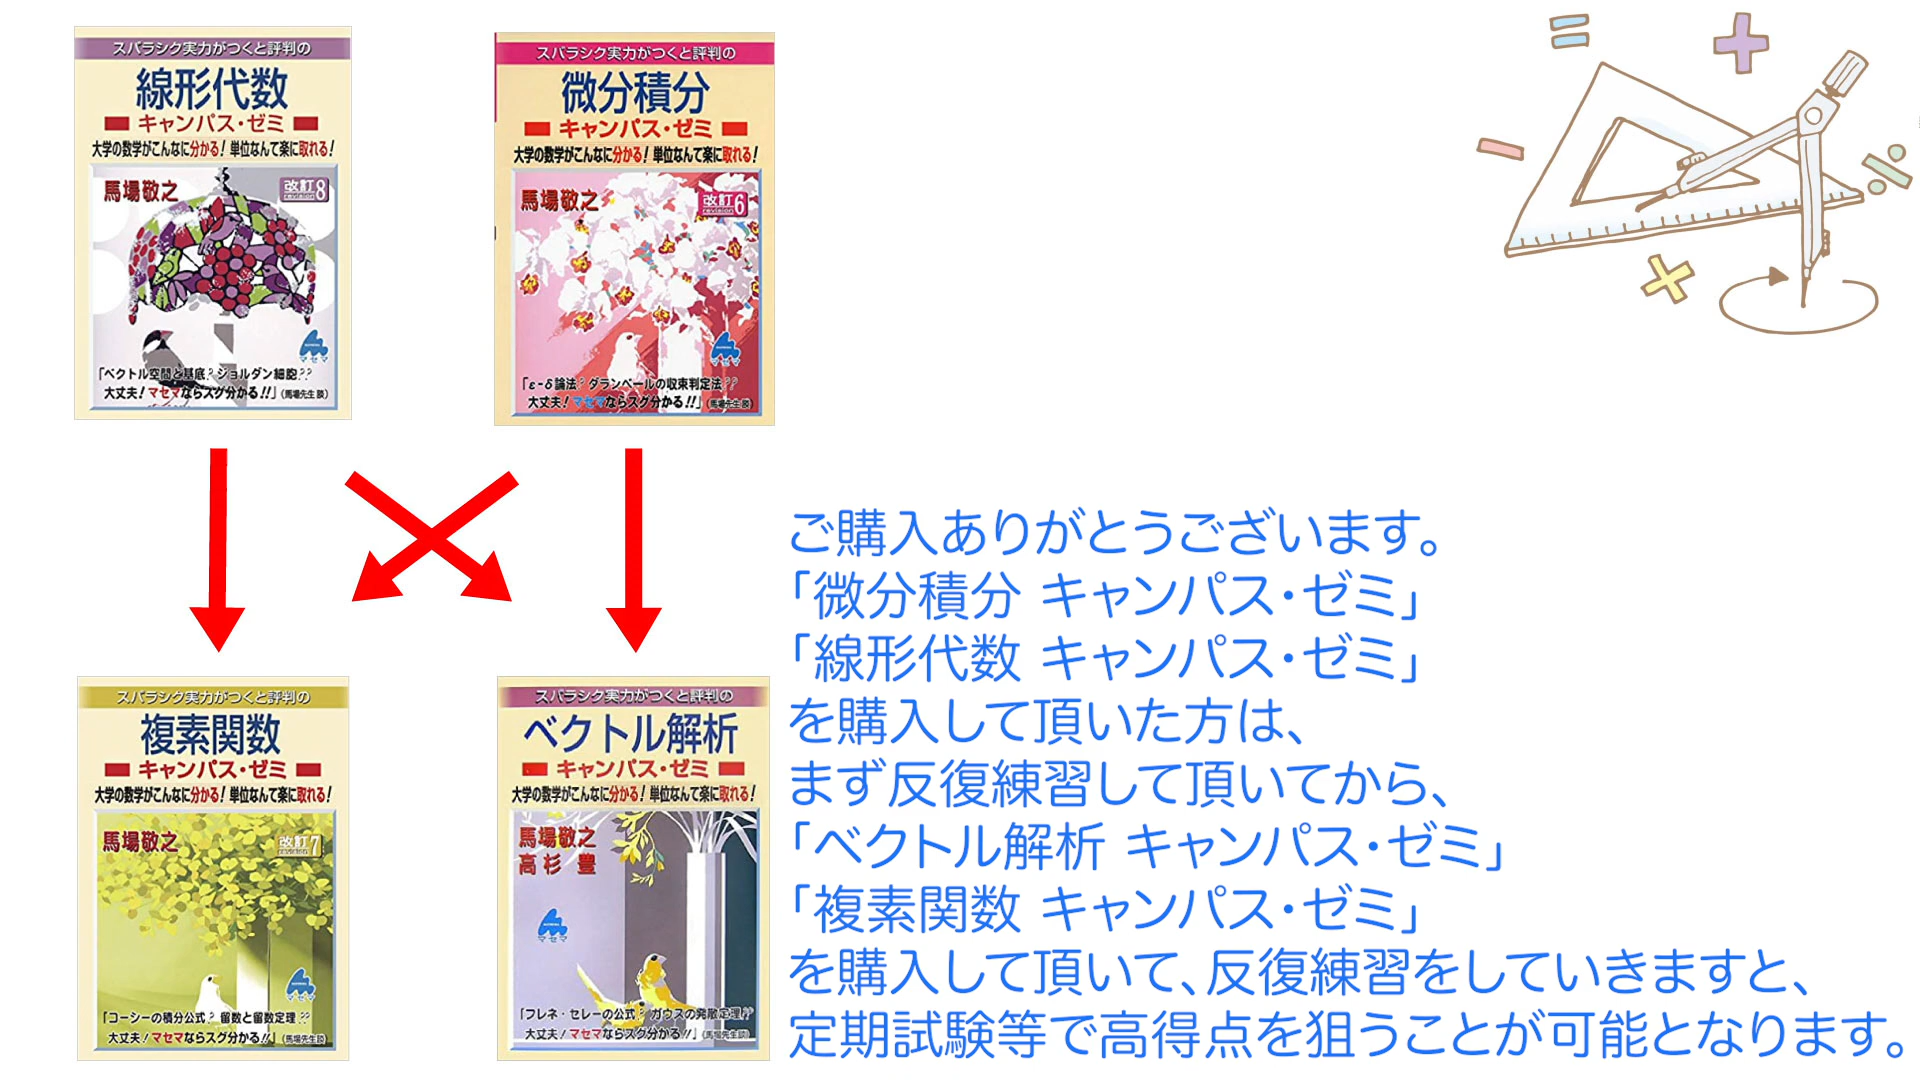 スバラシク実力がつくと評判の
線形代数
キャンパス・ゼミ
大学の数学がこんなに分かる!単位なんて楽に取れる!
馬場敬之
改訂8
revision
マセマ
「ベクトル空間と基底?ジョルダン細胞??
大丈夫!マセマならスグ分かる!!」(馬場先生談)
スバラシク実力がつくと評判の
微分積分
キャンパス・ゼミ
大学の数学がこんなに分かる!単位なんて楽に取れる!
馬場敬之
改訂6
revision
マセマ
「ε-δ論法?ダランベールの収束判定法??
大丈夫!マセマならスグ分かる!!」(馬場先生談)
スバラシク実力がつくと評判の
複素関数
キャンパス・ゼミ
大学の数学がこんなに分かる!単位なんて楽に取れる!
馬場敬之
改訂7
revision
マセマ
「コーシーの積分公式?留数と留数定理??
大丈夫!マセマならスグ分かる!!」(馬場先生談)
スバラシク実力がつくと評判の
ベクトル解析
キャンパス・ゼミ
大学の数学がこんなに分かる!単位なんて楽に取れる!
馬場敬之
高杉 豊
マセマ
「フレネ・セレーの公式?ガウスの発散定理??
大丈夫!マセマならスグ分かる!!」(馬場先生談)
ご購入ありがとうございます。
「微分積分 キャンパス・ゼミ」
「線形代数 キャンパス・ゼミ」
を購入して頂いた方は、
まず反復練習して頂いてから、
「ベクトル解析 キャンパス・ゼミ」
「複素関数 キャンパス・ゼミ」
を購入して頂いて、反復練習をしていきますと、
定期試験等で高得点を狙うことが可能となります。